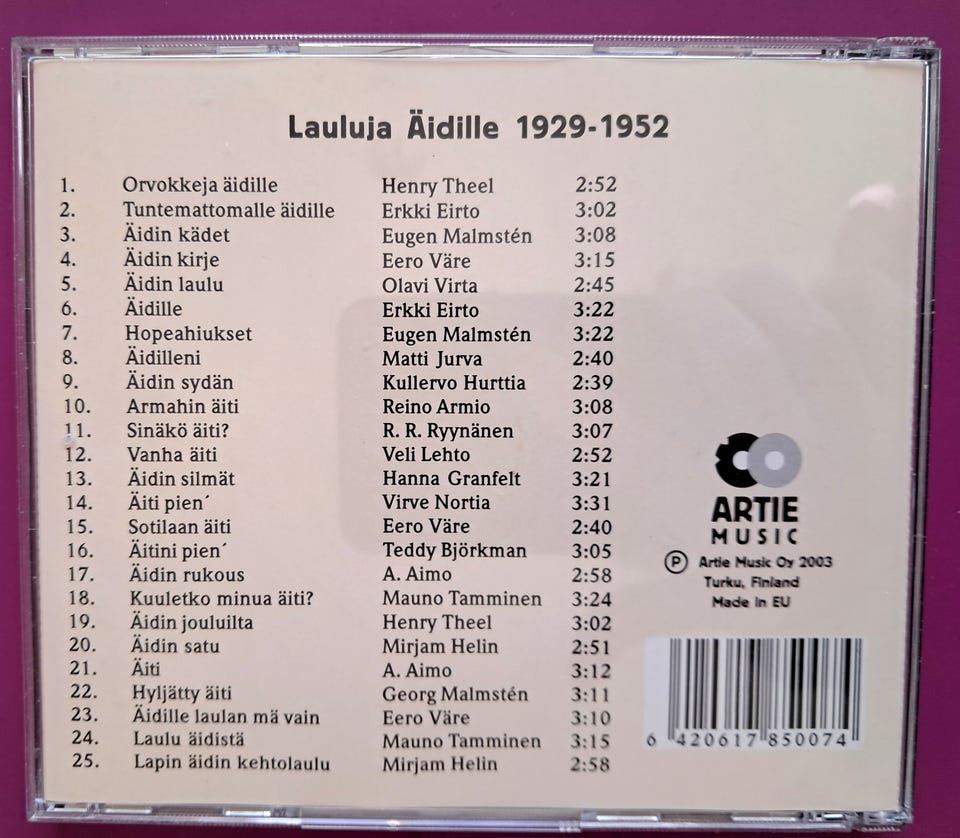 Lauluja Äidille 1929-1952
1. Orvokkeja äidille Henry Theel 2:52
2. Tuntemattomalle äidille Erkki Eirto 3:02
3. Äidin kädet Eugen Malmstén 3:08
4. Äidin kirje Eero Väre 3:15
5. Äidin laulu Olavi Virta 2:45
6. Äidille Erkki Eirto 3:22
7. Hopeahiukset Eugen Malmstén 3:22
8. Äidilleni Matti Jurva 2:40
9. Äidin sydän Kullervo Hurttia 2:39
10. Armahin äiti Reino Armio 3:08
11. Sinäkö äiti? R. R. Ryynänen 3:07
12. Vanha äiti Veli Lehto 2:52
13. Äidin silmät Hanna Granfelt 3:21
14. Äiti pien´ Virve Nortia 3:31
15. Sotilaan äiti Eero Väre 2:40
16. Äitini pien´ Teddy Björkman 3:05
17. Äidin rukous A. Aimo 2:58
18. Kuuletko minua äiti? Mauno Tamminen 3:24
19. Äidin jouluilta Henry Theel 3:02
20. Äidin satu Mirjam Helin 2:51
21. Äiti A. Aimo 3:12
22. Hyljätty äiti Georg Malmstén 3:11
23. Äidille laulan mä vain Eero Väre 3:10
24. Laulu äidistä Mauno Tamminen 3:15
25. Lapin äidin kehtolaulu Mirjam Helin 2:58
ARTIE
MUSIC
Ⓟ Artie Music Oy 2003
Turku, Finland
Made in EU
6 420617 850074